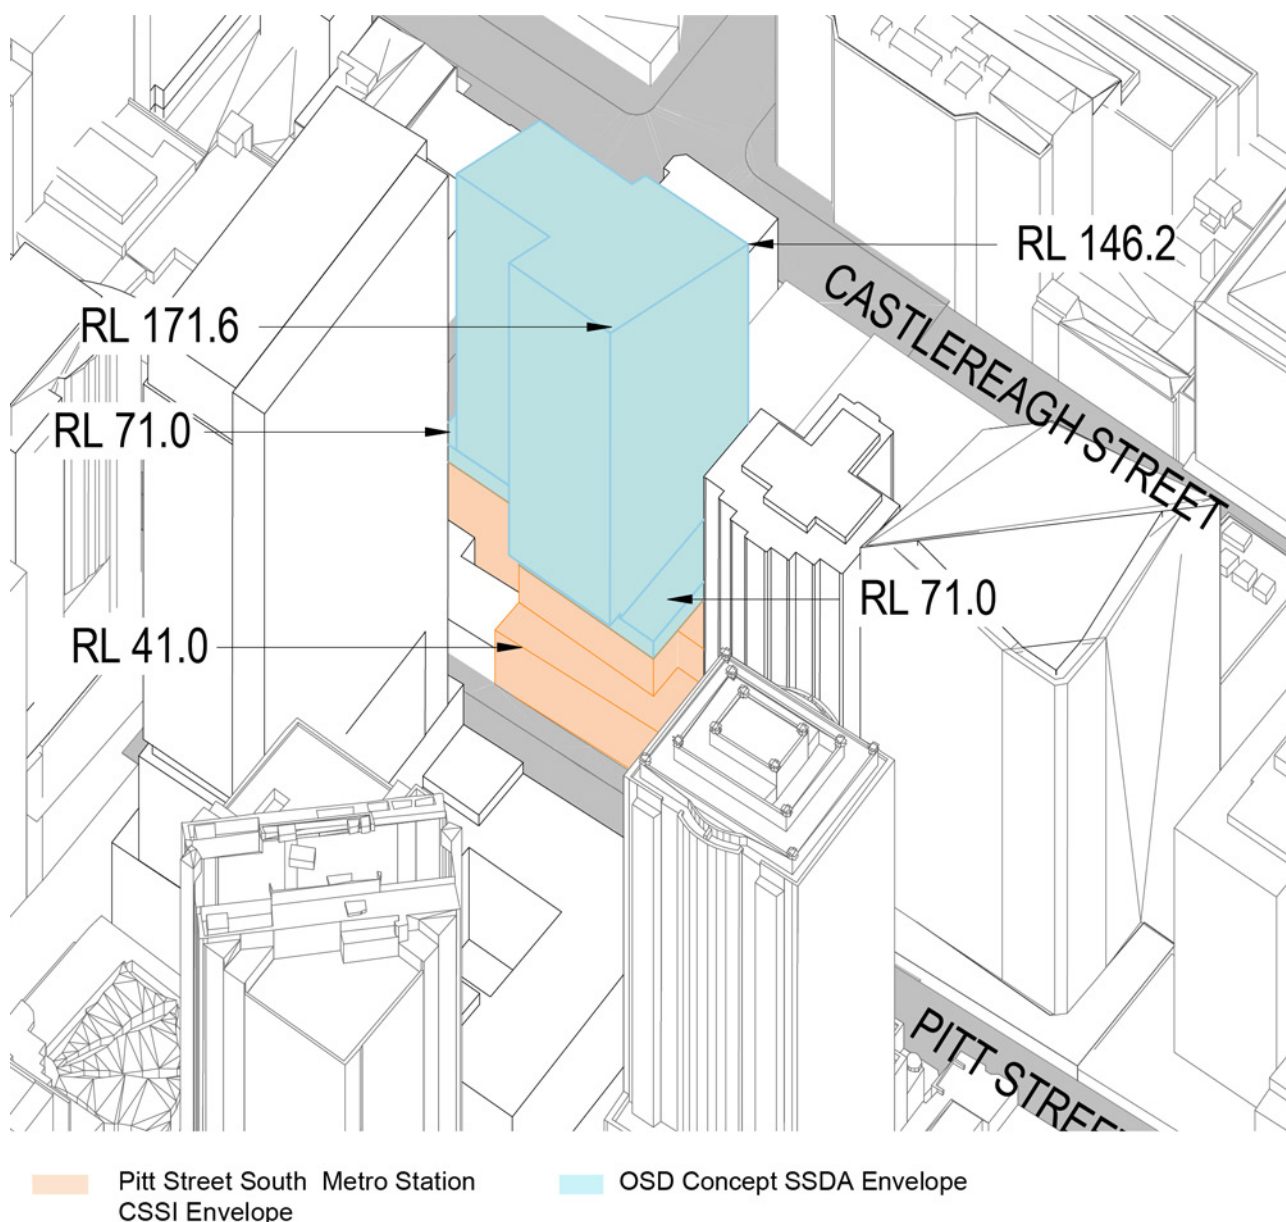 RL 146.2
CASTLEREAGH STREET
RL 171.6
RL 71.0
RL 71.0
RL 41.0
PITT STREET
Pitt Street South Metro Station
CSSI Envelope
OSD Concept SSDA Envelope